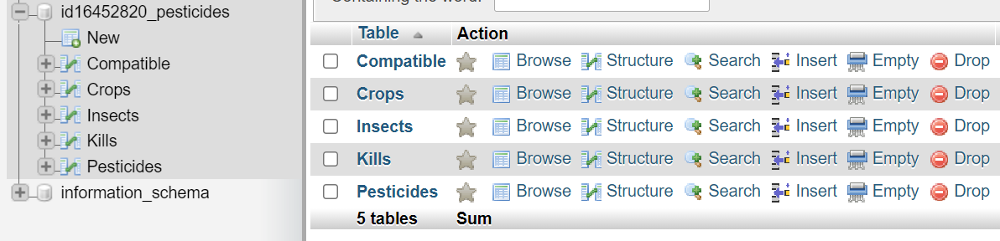 id16452820_pesticides
New
Compatible
Crops
Insects
Kills
Pesticides
information_schema
Containing the word:
Table Action
Compatible Browse Structure Search Insert Empty Drop
Crops Browse Structure Search Insert Empty Drop
Insects Browse Structure Search Insert Empty Drop
Kills Browse Structure Search Insert Empty Drop
Pesticides Browse Structure Search Insert Empty Drop
5 tables Sum